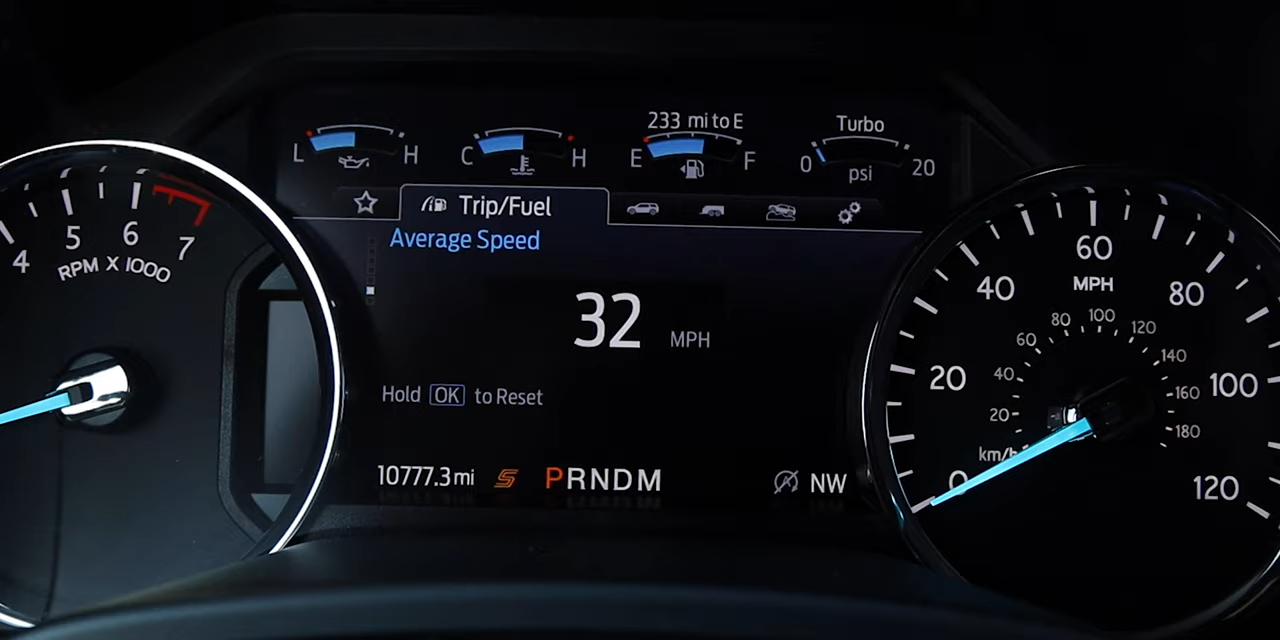 233 mi to E
Turbo
L H
C H
E F
0 20
psi
Trip/Fuel
Average Speed
32 MPH
Hold OK to Reset
10777.3 mi S PRNDM NW
4 5 6 7
RPM X 1000
0 20 40 60 80 100 120
MPH
20 40 60 80 100 120 140 160 180
km/h